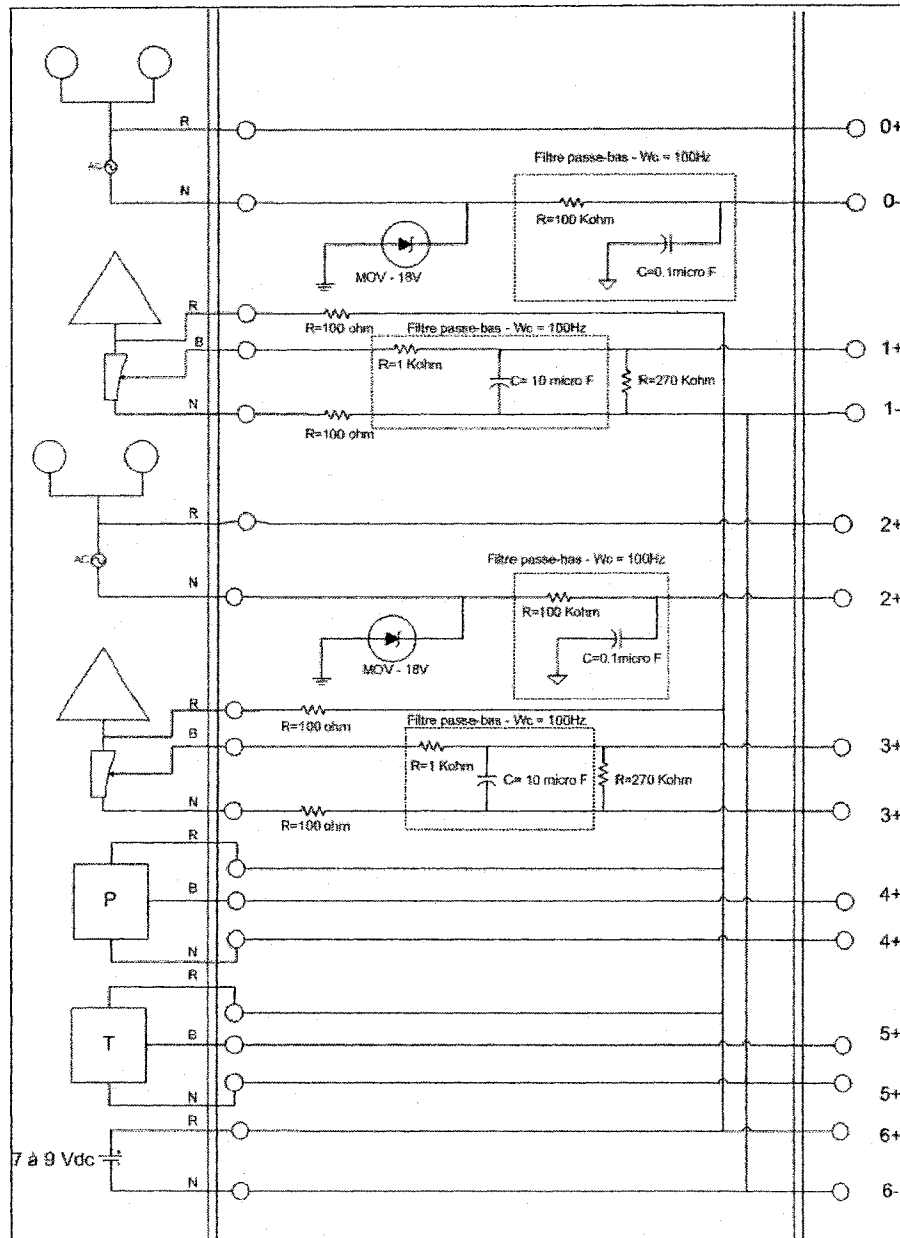 R
0+
AC
Filtre passe-bas - Wc = 100Hz
N
0-
R=100 Kohm
MOV - 18V
C=0.1micro F
R
R=100 ohm
Filtre passe-bas - Wc = 100Hz
B
1+
R=1 Kohm
C= 10 micro F
R=270 Kohm
N
1-
R=100 ohm
R
2+
AC
Filtre passe-bas - Wc = 100Hz
N
2+
R=100 Kohm
MOV - 18V
C=0.1micro F
R
R=100 ohm
Filtre passe-bas - Wc = 100Hz
B
3+
R=1 Kohm
C= 10 micro F
R=270 Kohm
N
3+
R=100 ohm
R
P
B
4+
N
4+
R
T
B
5+
N
5+
R
6+
7 à 9 Vdc
+
N
6-